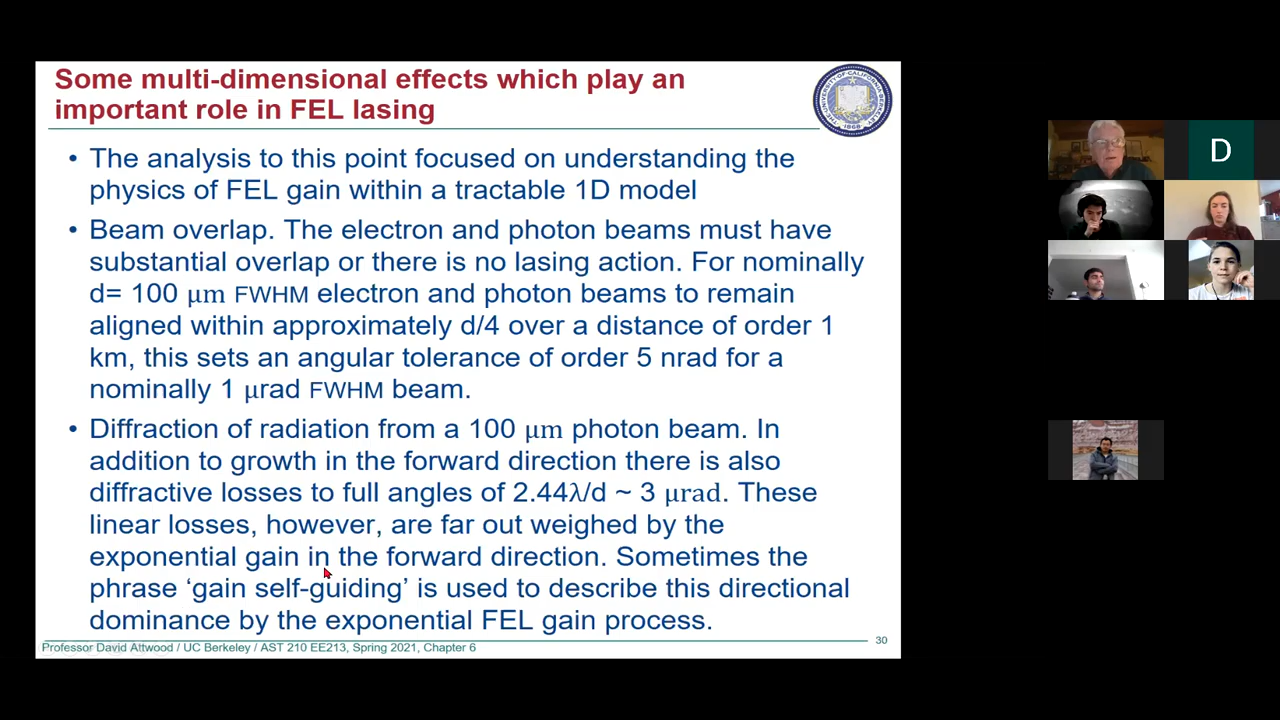 Some multi-dimensional effects which play an
important role in FEL lasing
• The analysis to this point focused on understanding the
physics of FEL gain within a tractable 1D model
• Beam overlap. The electron and photon beams must have
substantial overlap or there is no lasing action. For nominally
d= 100 μm FWHM electron and photon beams to remain
aligned within approximately d/4 over a distance of order 1
km, this sets an angular tolerance of order 5 nrad for a
nominally 1 μrad FWHM beam.
• Diffraction of radiation from a 100 μm photon beam. In
addition to growth in the forward direction there is also
diffractive losses to full angles of 2.44λ/d ~ 3 μrad. These
linear losses, however, are far out weighed by the
exponential gain in the forward direction. Sometimes the
phrase ‘gain self-guiding’ is used to describe this directional
dominance by the exponential FEL gain process.
Professor David Attwood / UC Berkeley / AST 210 EE213, Spring 2021, Chapter 6
30
D